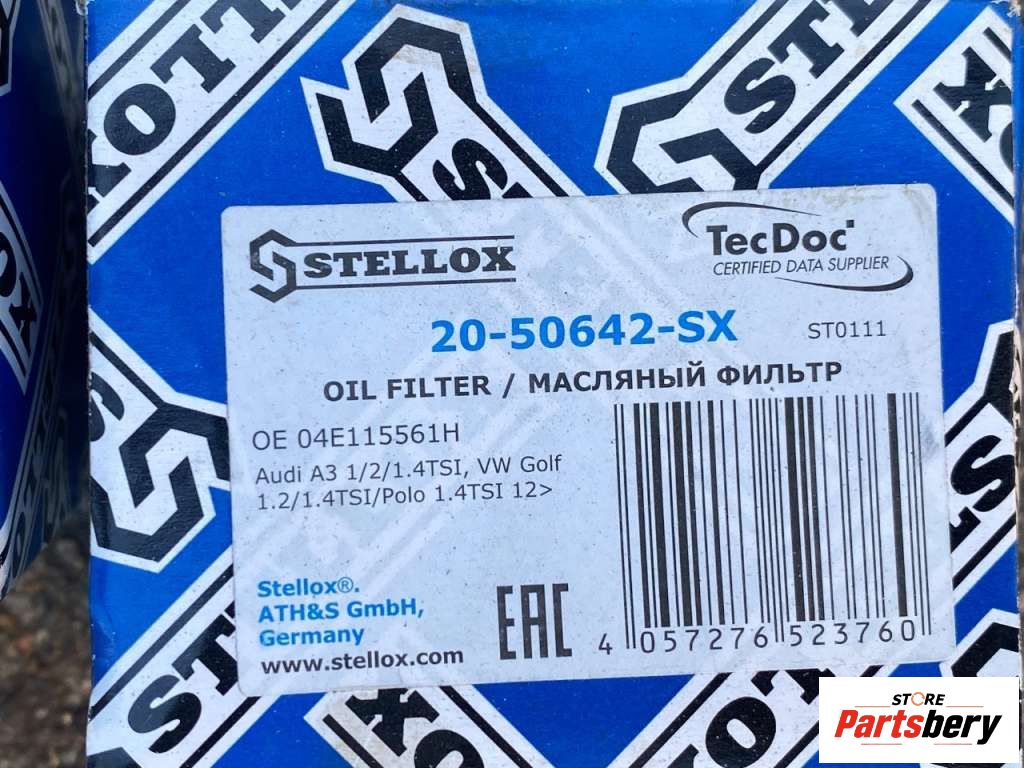 STELLOX
TecDoc
CERTIFIED DATA SUPPLIER
20-50642-SX
ST0111
OIL FILTER / МАСЛЯНЫЙ ФИЛЬТР
OE 04E115561H
Audi A3 1/2/1.4TSI, VW Golf
1.2/1.4TSI/Polo 1.4TSI 12>
Stellox®.
ATH&S GmbH,
Germany
www.stellox.com
EAC
4 057276 523760
STORE
Partsbery